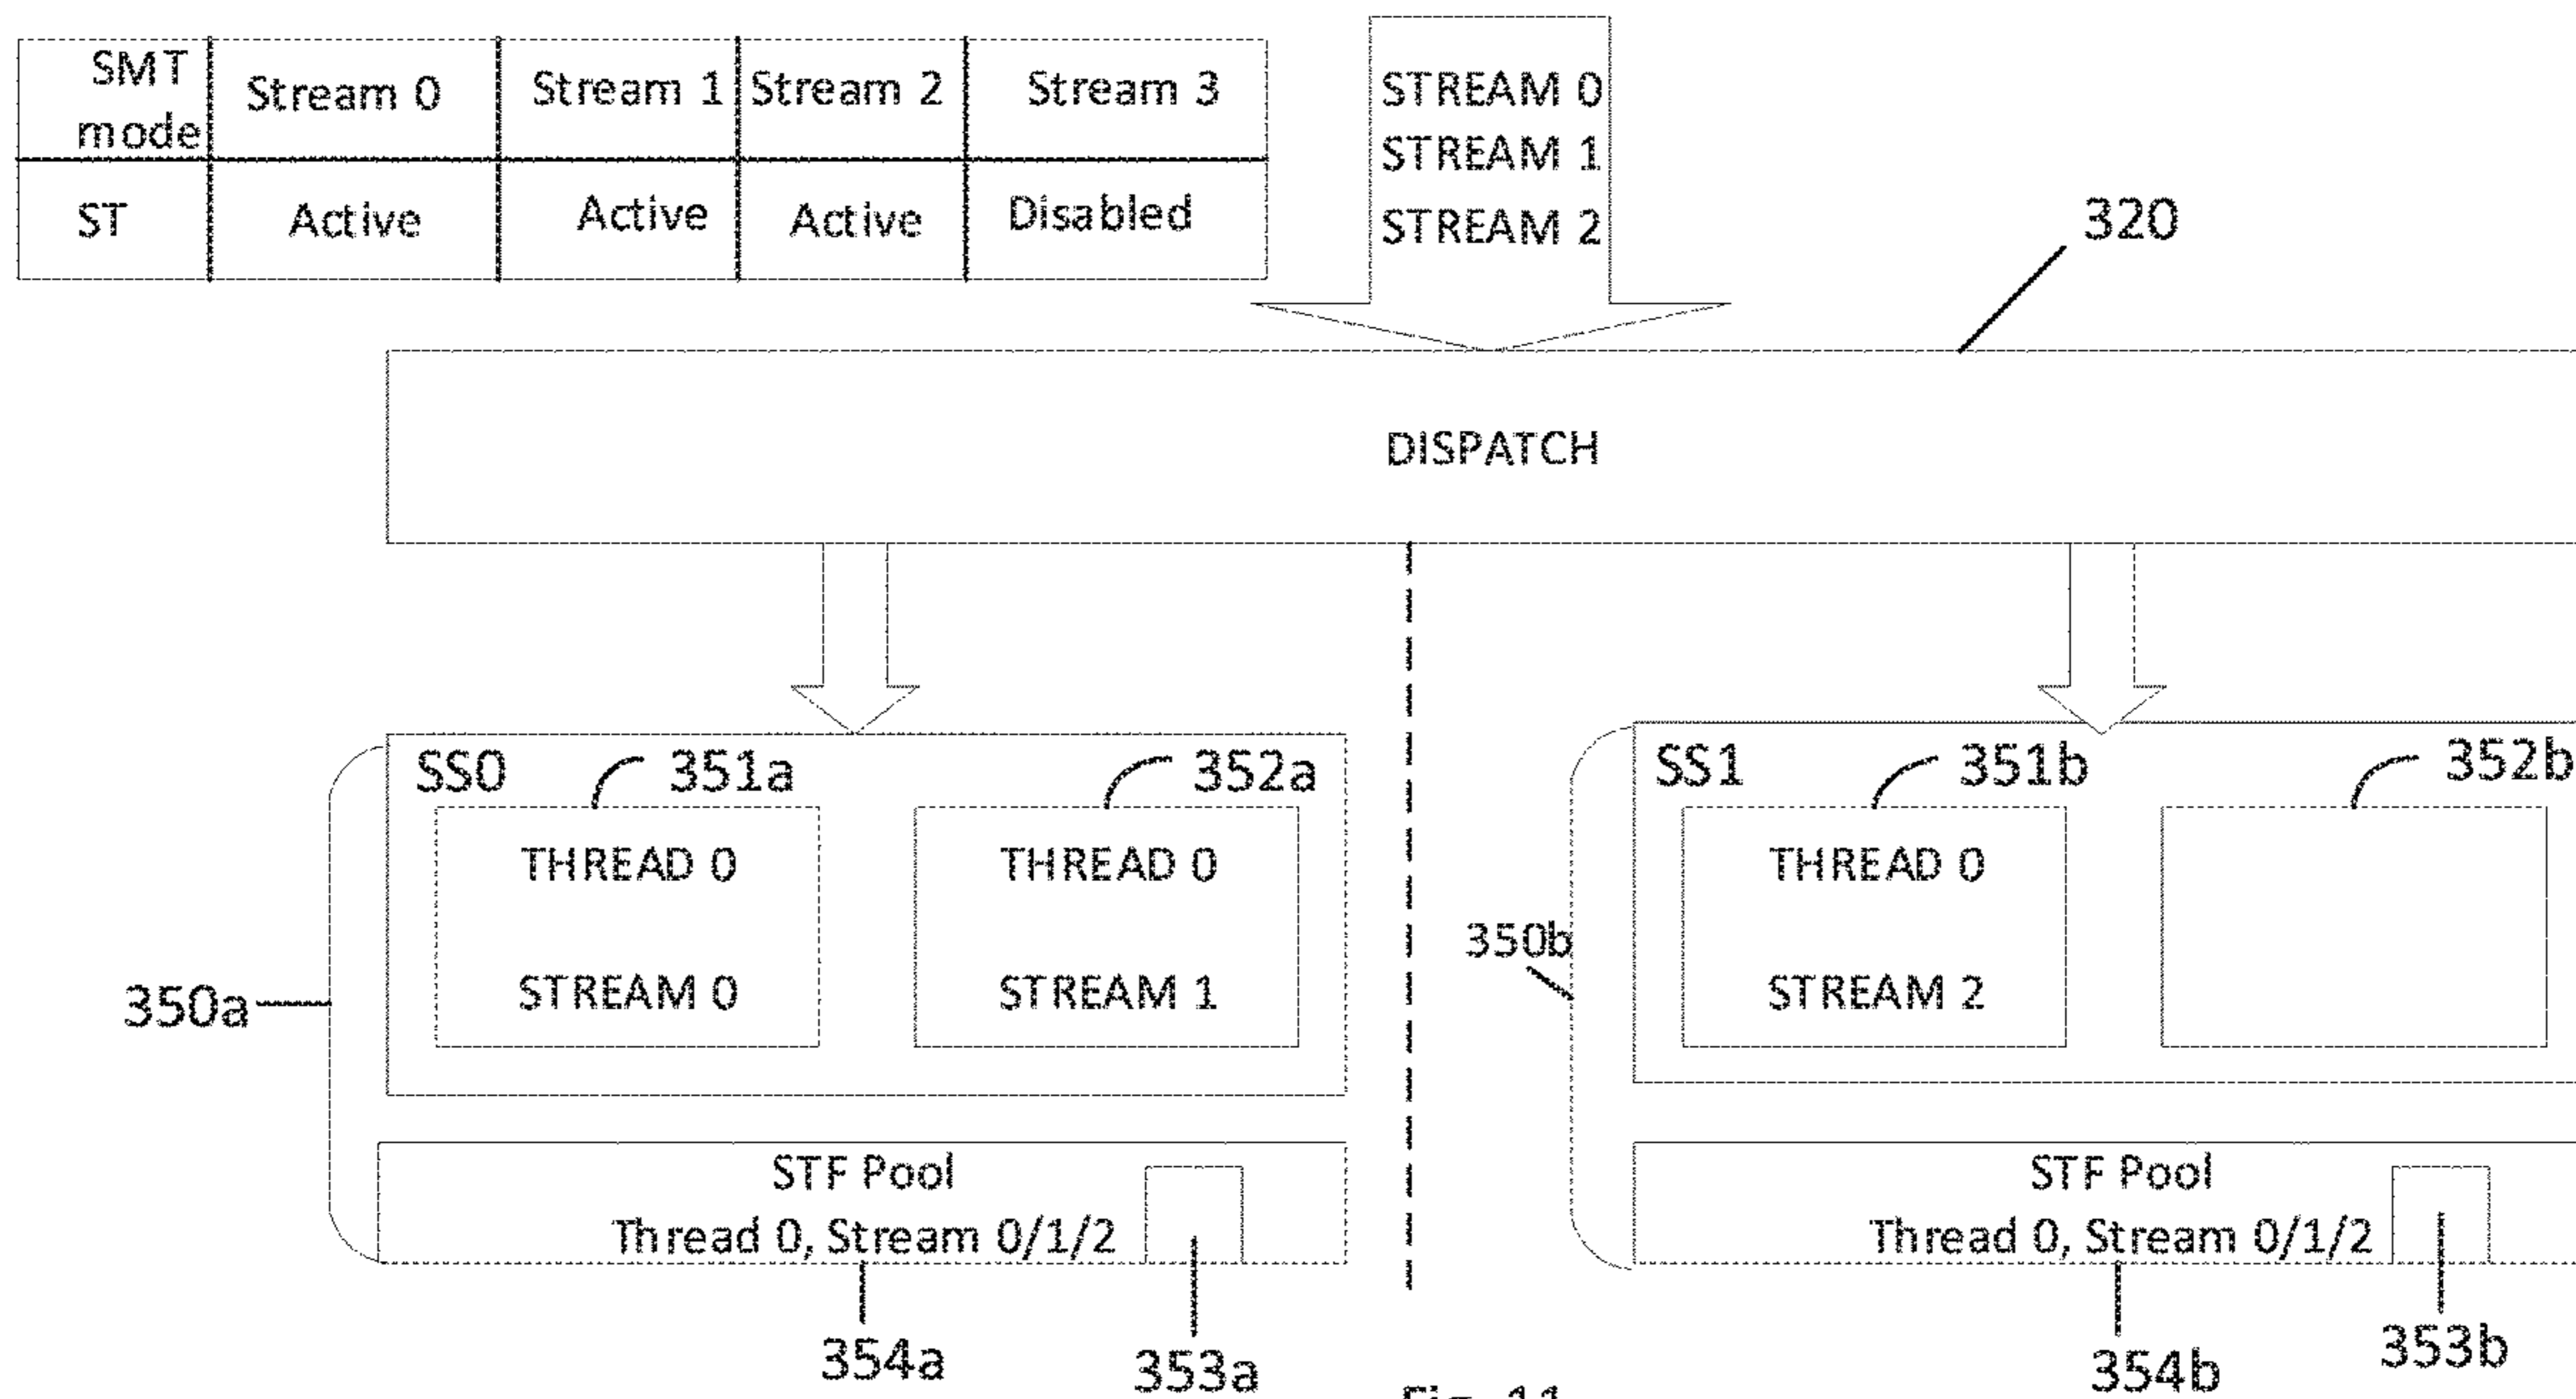 SMT mode Stream 0 Stream 1 Stream 2 Stream 3
ST Active Active Active Disabled
STREAM 0
STREAM 1
STREAM 2
320
DISPATCH
SS0 351a 352a
THREAD 0 THREAD 0
STREAM 0 STREAM 1
350a
SS1 351b 352b
THREAD 0
STREAM 2
350b
STF Pool
Thread 0, Stream 0/1/2
354a 353a
STF Pool
Thread 0, Stream 0/1/2
354b 353b
Fig. 11